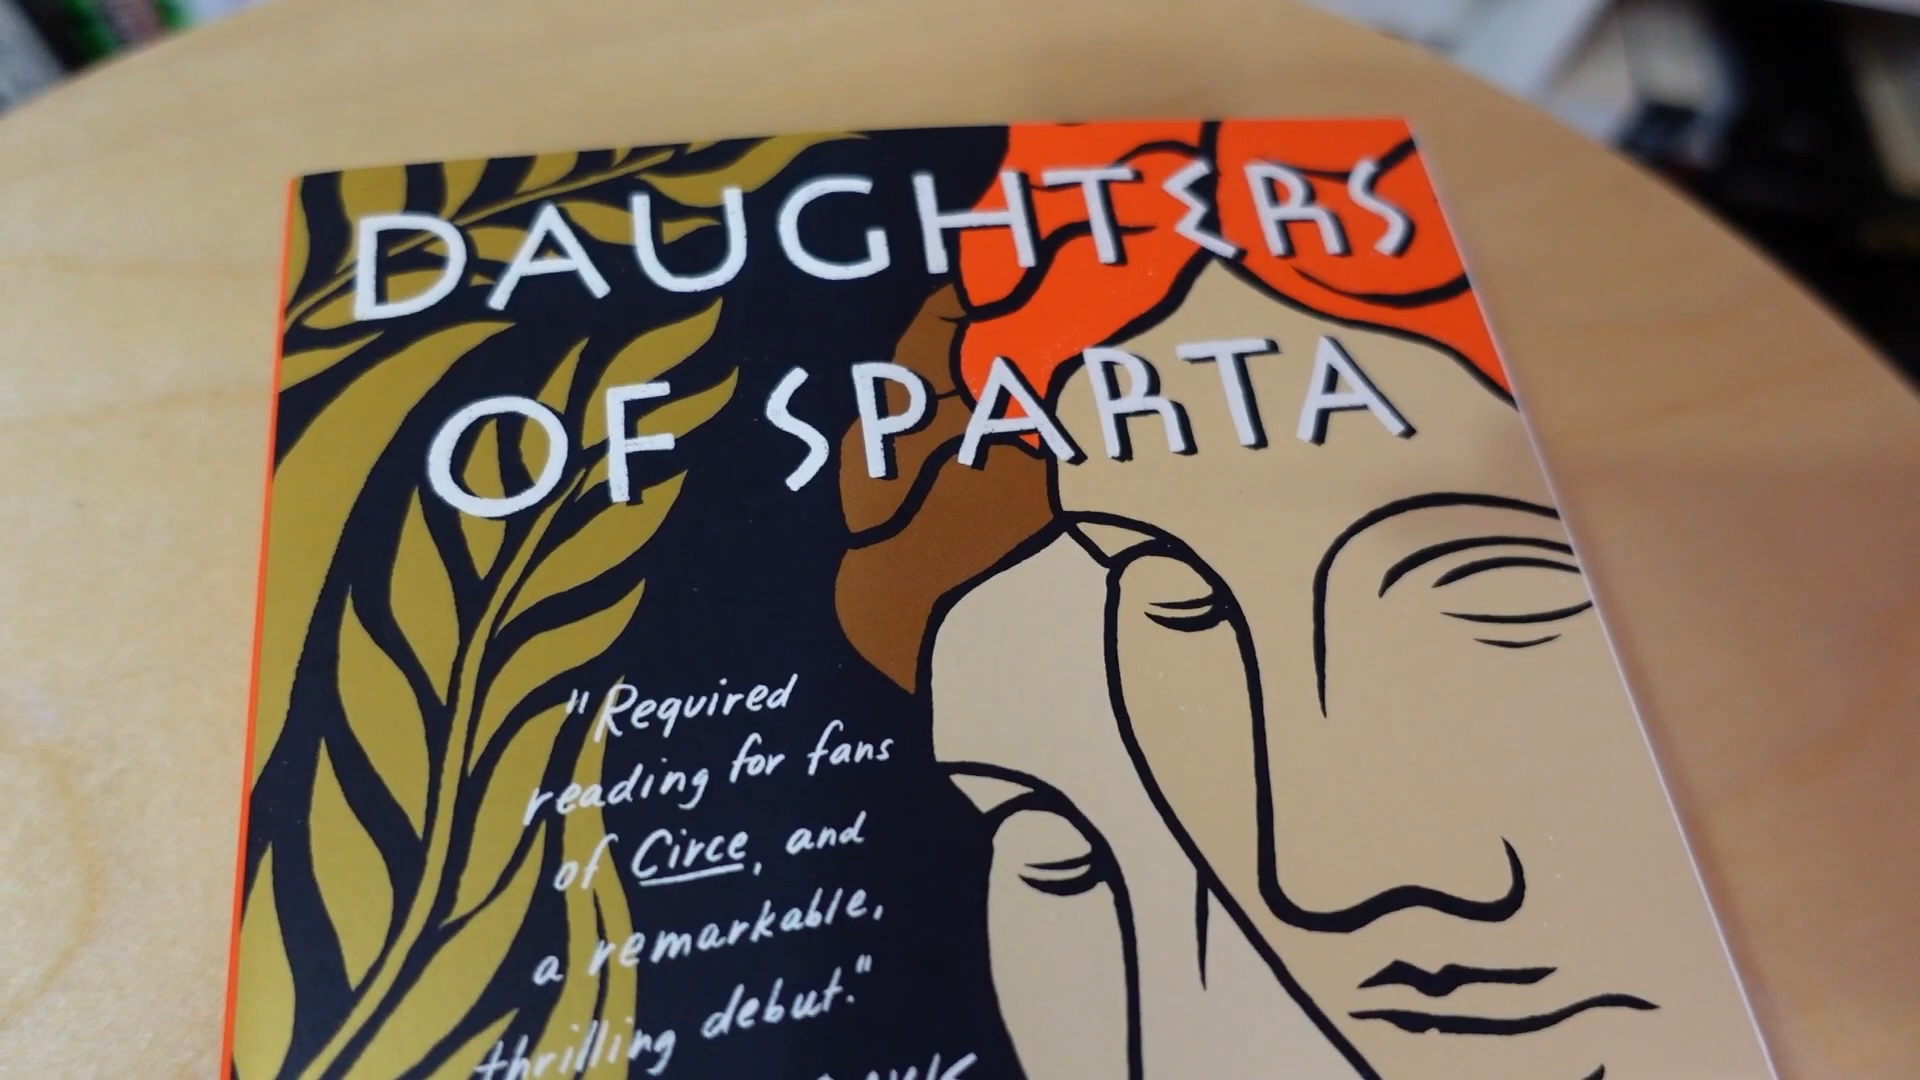 DAUGHTERS
OF SPARTA
"Required
reading for fans
of Circe, and
a remarkable,
thrilling debut."